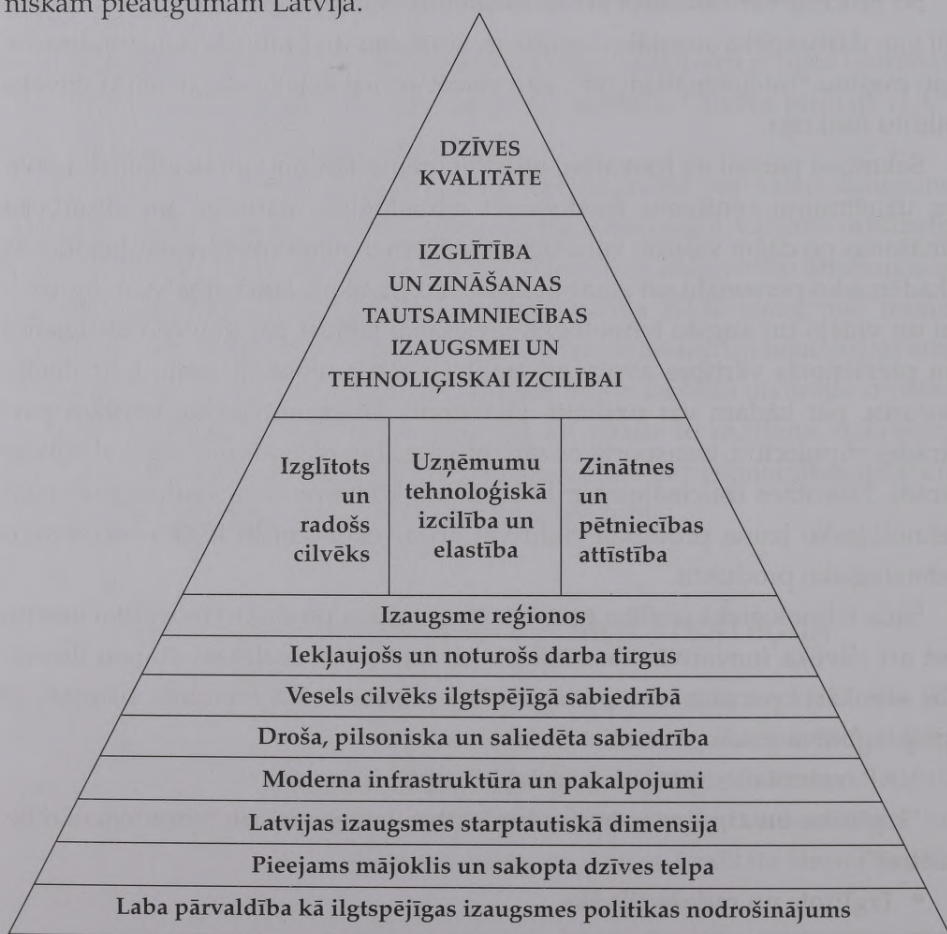 niskam pieaugumam Latvijā.
DZĪVES
KVALITĀTE
IZGLĪTĪBA
UN ZINĀŠANAS
TAUTSAIMNIECĪBAS
IZAUGSMEI UN
TEHNOLIĢISKAI IZCILĪBAI
Izglītots
un
radošs
cilvēks
Uzņēmumu
tehnoloģiskā
izcilība un
elastība
Zinātnes
un
pētniecības
attīstība
Izaugsme reģionos
Iekļaujošs un noturošs darba tirgus
Vesels cilvēks ilgtspējīgā sabiedrībā
Droša, pilsoniska un saliedēta sabiedrība
Moderna infrastruktūra un pakalpojumi
Latvijas izaugsmes starptautiskā dimensija
Pieejams mājoklis un sakopta dzīves telpa
Laba pārvaldība kā ilgtspējīgas izaugsmes politikas nodrošinājums